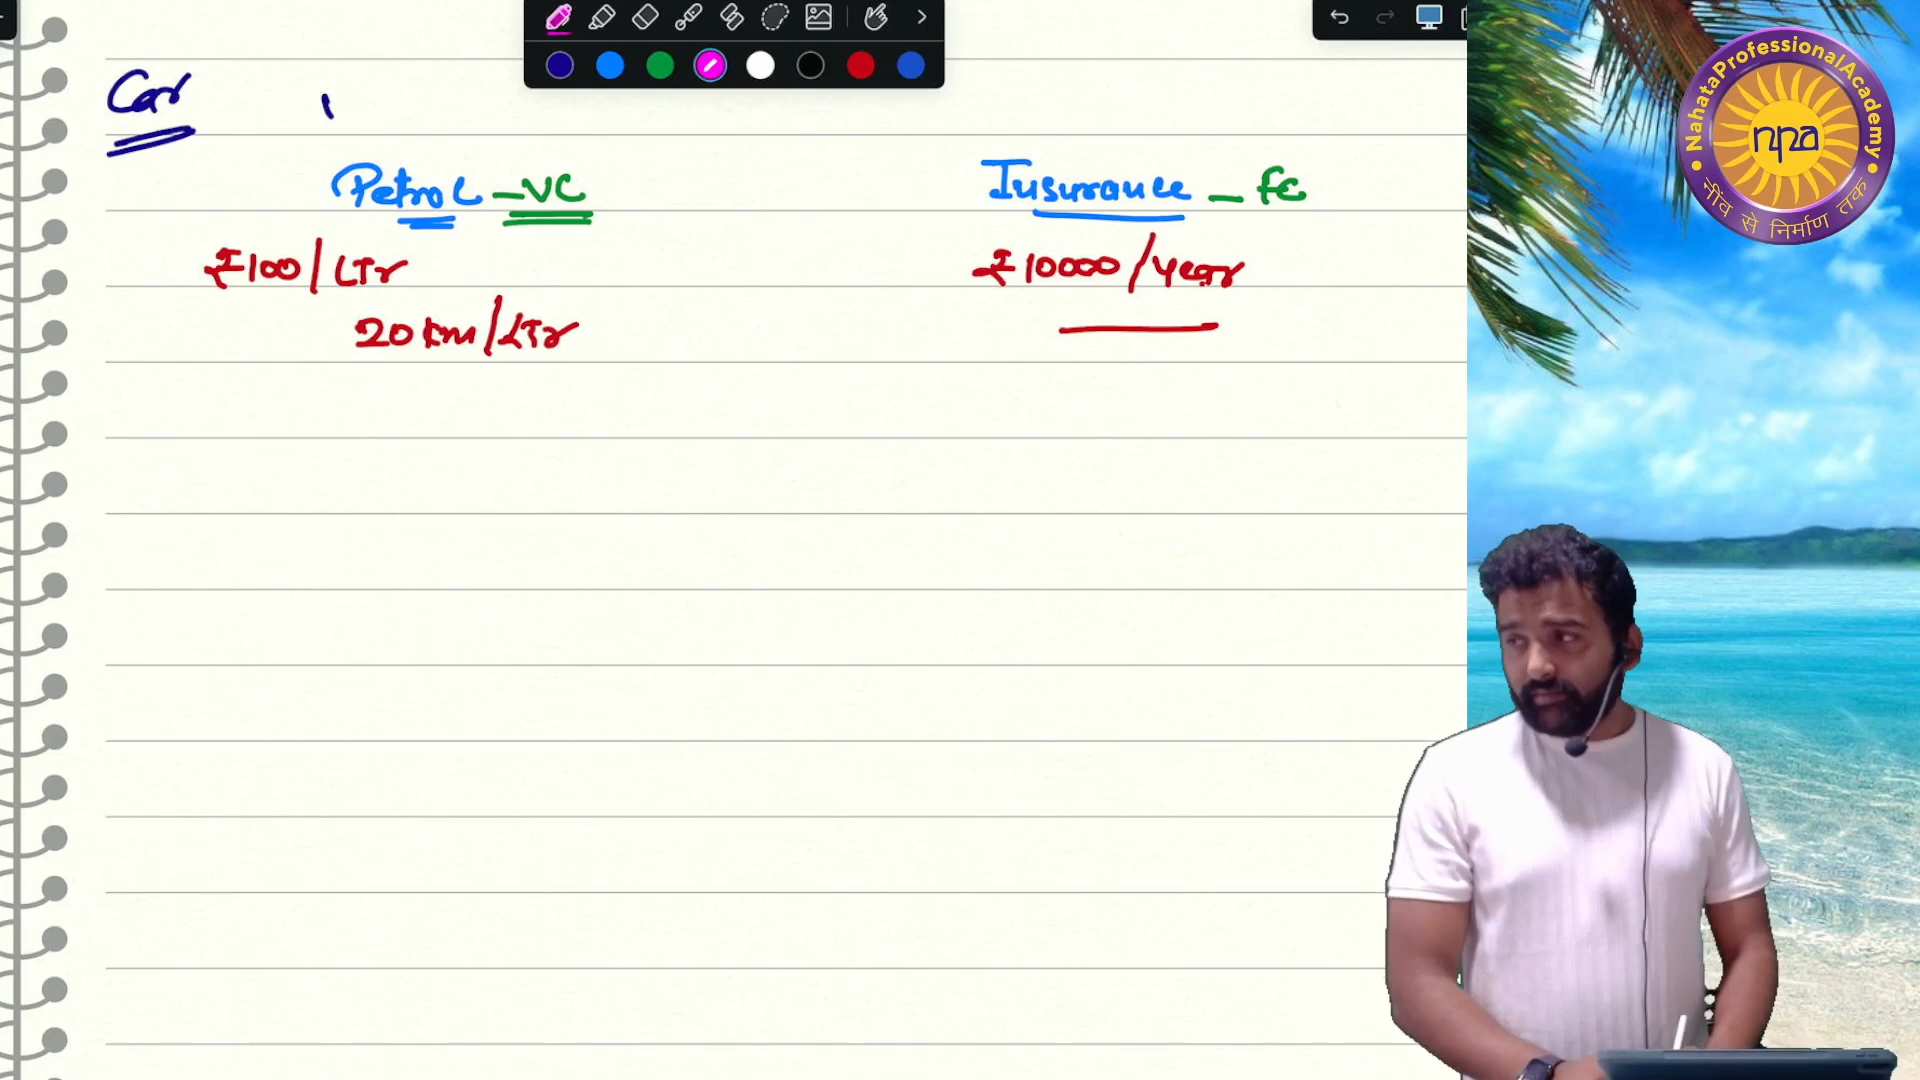 Car
Petrol - VC
Insurance - FC
₹100/LTr
₹10000/Year
20 km/LTr
NahataProfessionalAcademy
npa
नींव से निर्माण तक